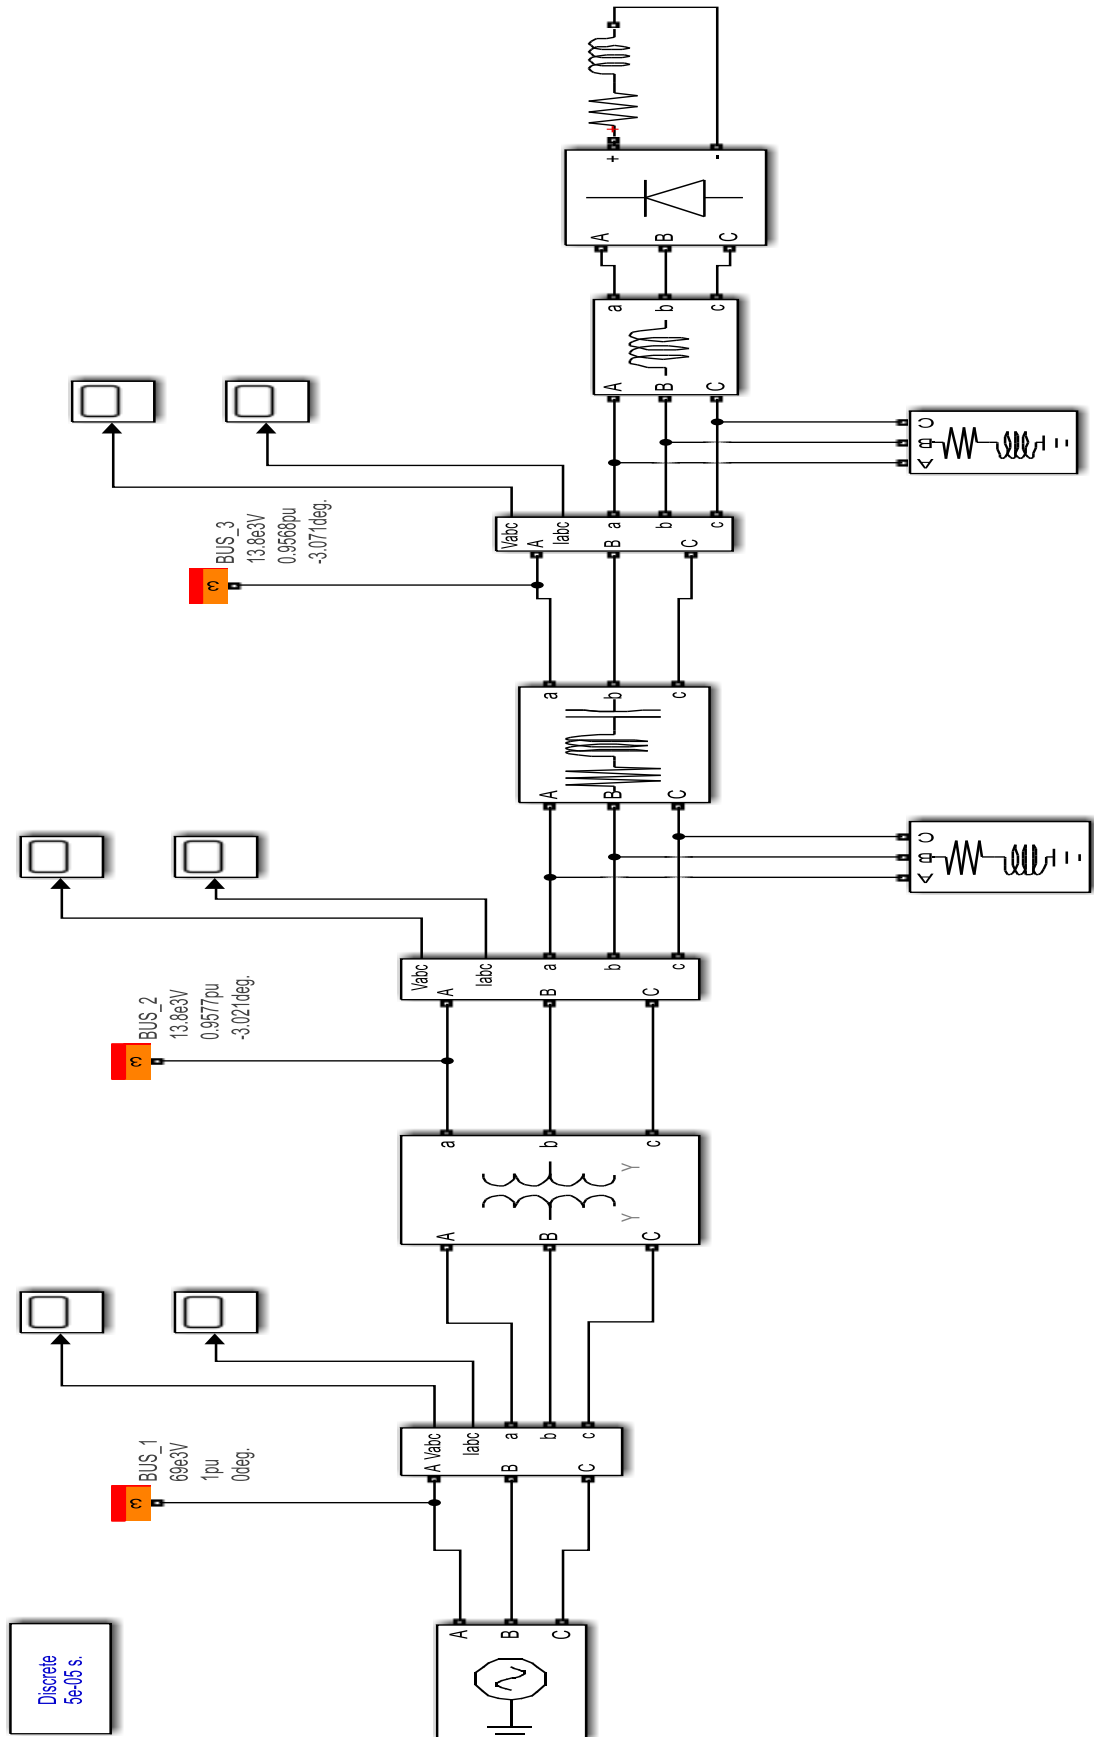 Discrete
5e-05 s.
A
B
C
BUS_1
69e3V
1pu
0deg.
A Vabc
Iabc
a
B b
C c
A a
B b
C c
Y Y
BUS_2
13.8e3V
0.9577pu
-3.021deg.
Vabc
A
Iabc
B a
b
C c
A B C
A a
B b
C c
BUS_3
13.8e3V
0.9568pu
-3.071deg.
Vabc
A
Iabc
B a
b
C c
A B C
A a
B b
C c
A +
B
C -
+